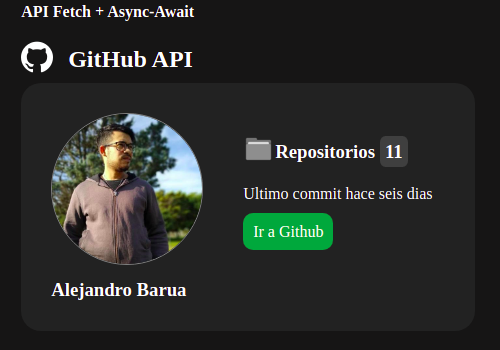 API Fetch + Async-Await
GitHub API
Repositorios 11
Ultimo commit hace seis dias
Ir a Github
Alejandro Barua